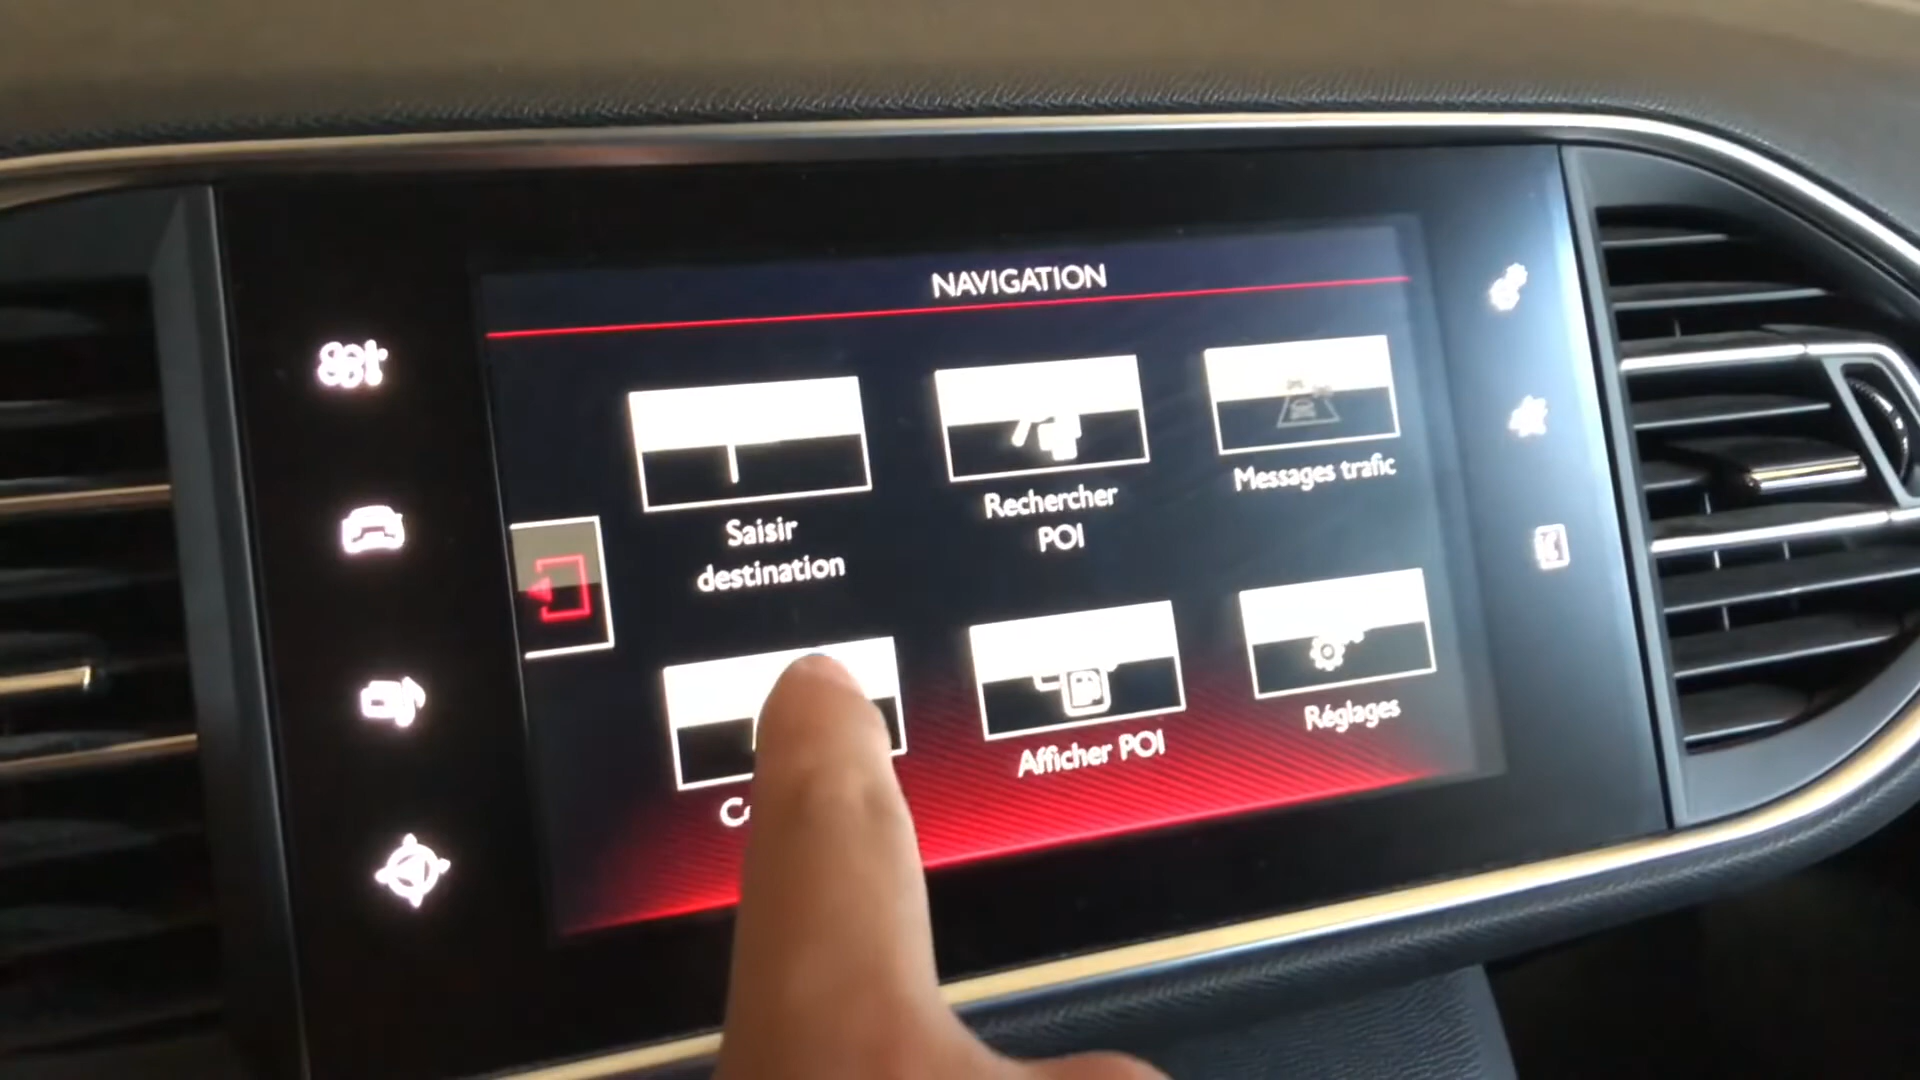 NAVIGATION
Saisir
destination
Rechercher
POI
Messages trafic
Afficher POI
Réglages